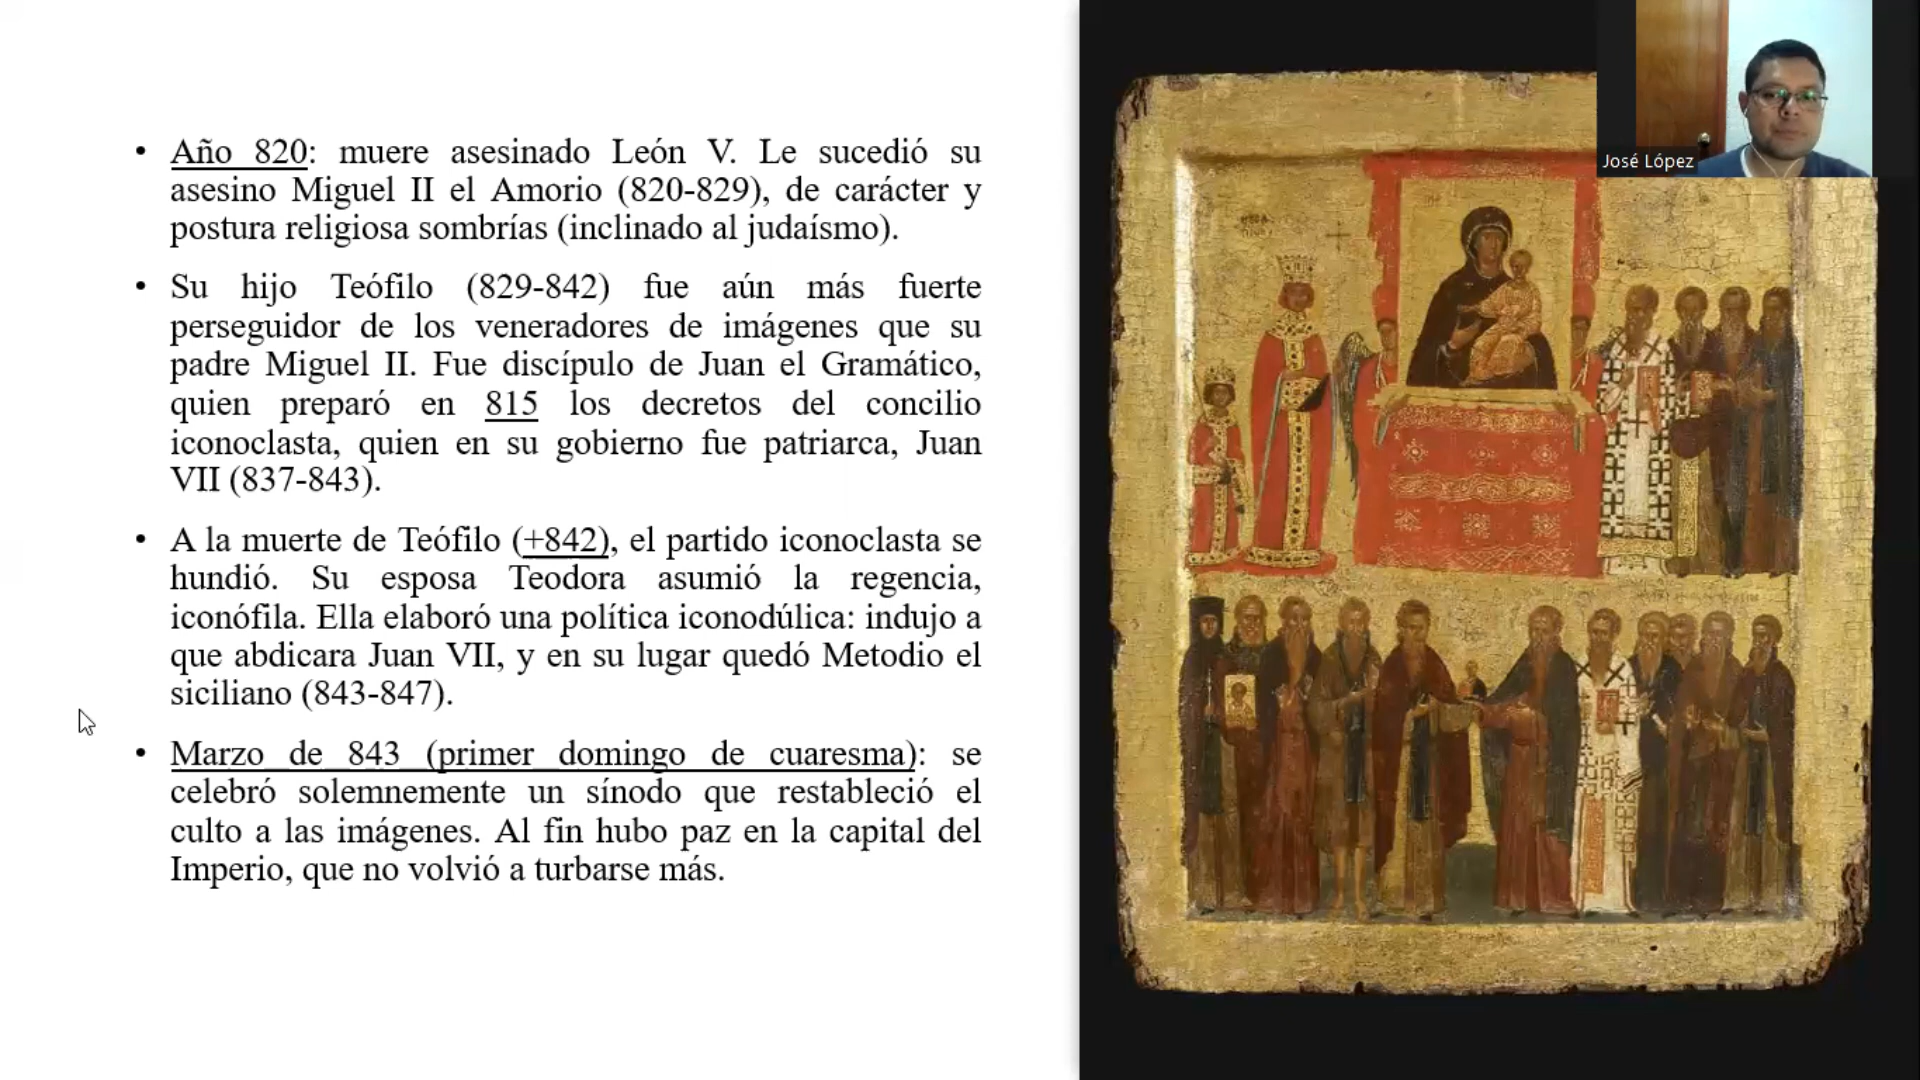 • Año 820: muere asesinado León V. Le sucedió su
asesino Miguel II el Amorio (820-829), de carácter y
postura religiosa sombrías (inclinado al judaísmo).
• Su hijo Teófilo (829-842) fue aún más fuerte
perseguidor de los veneradores de imágenes que su
padre Miguel II. Fue discípulo de Juan el Gramático,
quien preparó en 815 los decretos del concilio
iconoclasta, quien en su gobierno fue patriarca, Juan
VII (837-843).
• A la muerte de Teófilo (+842), el partido iconoclasta se
hundió. Su esposa Teodora asumió la regencia,
iconófila. Ella elaboró una política iconodúlica: indujo a
que abdicara Juan VII, y en su lugar quedó Metodio el
siciliano (843-847).
• Marzo de 843 (primer domingo de cuaresma): se
celebró solemnemente un sínodo que restableció el
culto a las imágenes. Al fin hubo paz en la capital del
Imperio, que no volvió a turbarse más.
José López